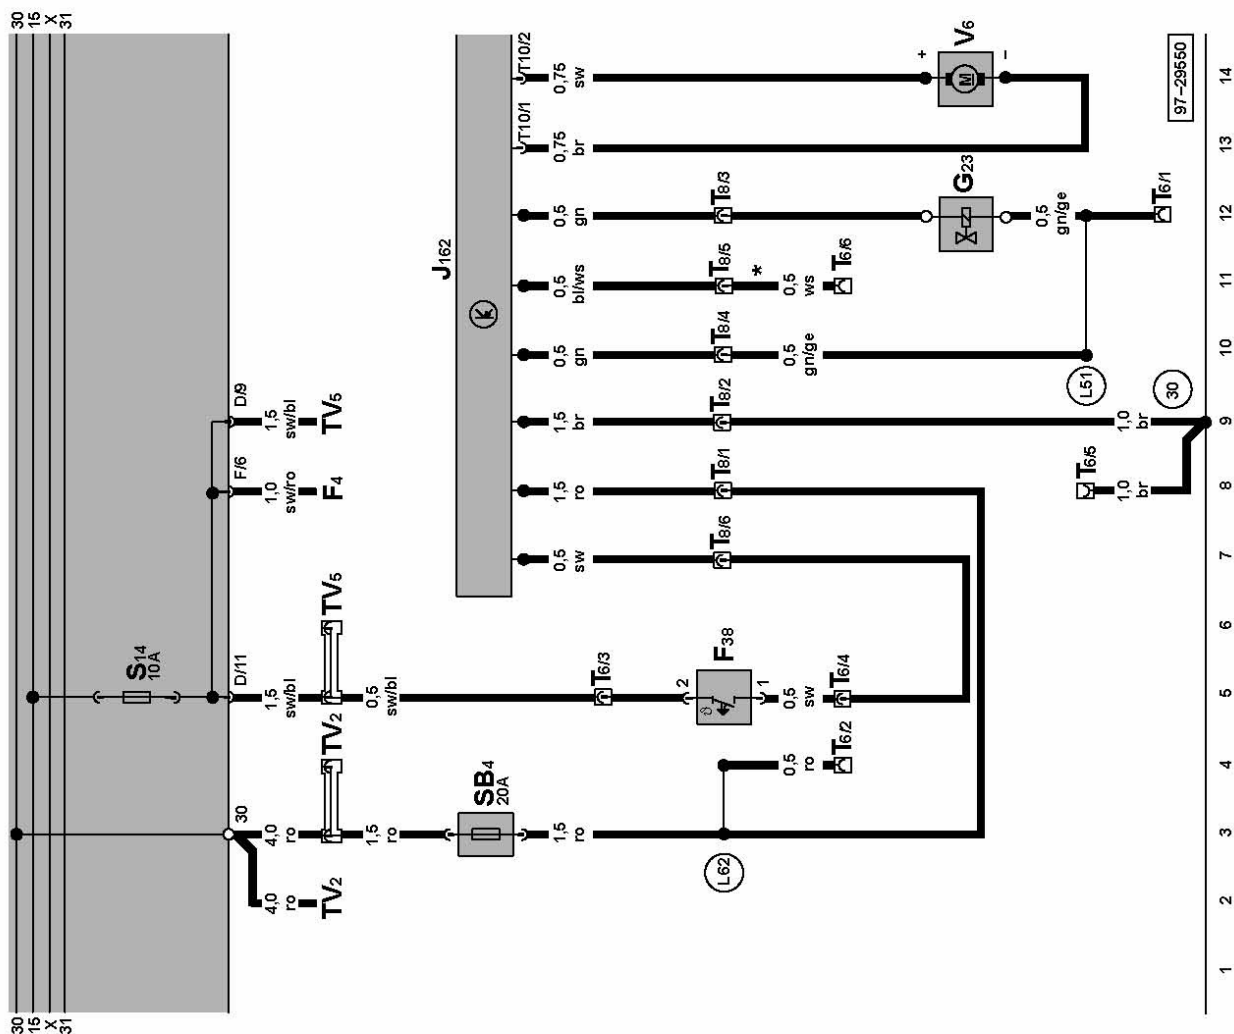 30 30
15 15
X X
31 31
S14
10A
30 D/11 F/6 D/9
4,0 4,0 1,5 1,0 1,5
ro ro sw/bl sw/ro sw/bl
TV2 TV2 TV5 F4 TV5
1,5 0,5
ro sw/bl
J162
K
SB4
20A
T10/1 T10/2
1,5 0,5 1,5 1,5 0,5 0,5 0,5 0,75 0,75
ro sw ro br gn bl/ws gn br sw
T6/3
2
F38
T8/6 T8/1 T8/2 T8/4 T8/5 T8/3
L62
1
*
0,5 0,5 0,5 0,5
ro sw gn/ge ws
T6/2 T6/4 T6/6
+
V6
M
G23
–
0,5
gn/ge
L51
T6/5
1,0 1,0
br br
30
T6/1
97-29550
1 2 3 4 5 6 7 8 9 10 11 12 13 14